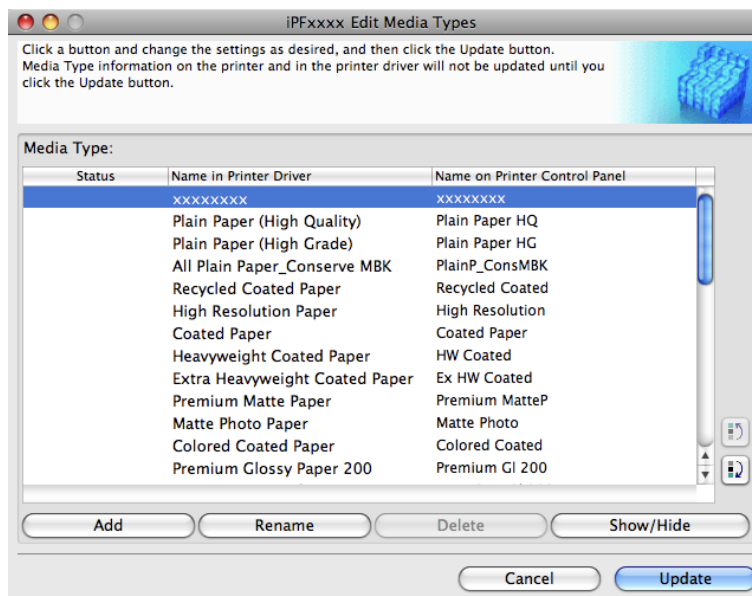 iPFxxxx Edit Media Types
Click a button and change the settings as desired, and then click the Update button.
Media Type information on the printer and in the printer driver will not be updated until you
click the Update button.
Media Type:
Status Name in Printer Driver Name on Printer Control Panel
xxxxxxxx xxxxxxxx
Plain Paper (High Quality) Plain Paper HQ
Plain Paper (High Grade) Plain Paper HG
All Plain Paper_Conserve MBK PlainP_ConsMBK
Recycled Coated Paper Recycled Coated
High Resolution Paper High Resolution
Coated Paper Coated Paper
Heavyweight Coated Paper HW Coated
Extra Heavyweight Coated Paper Ex HW Coated
Premium Matte Paper Premium MatteP
Matte Photo Paper Matte Photo
Colored Coated Paper Colored Coated
Premium Glossy Paper 200 Premium Gl 200
Add Rename Delete Show/Hide
Cancel Update